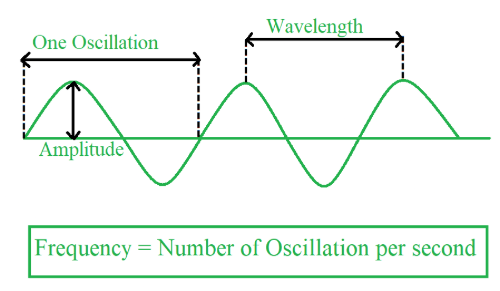 Wavelength
One Oscillation
Amplitude
Frequency = Number of Oscillation per second